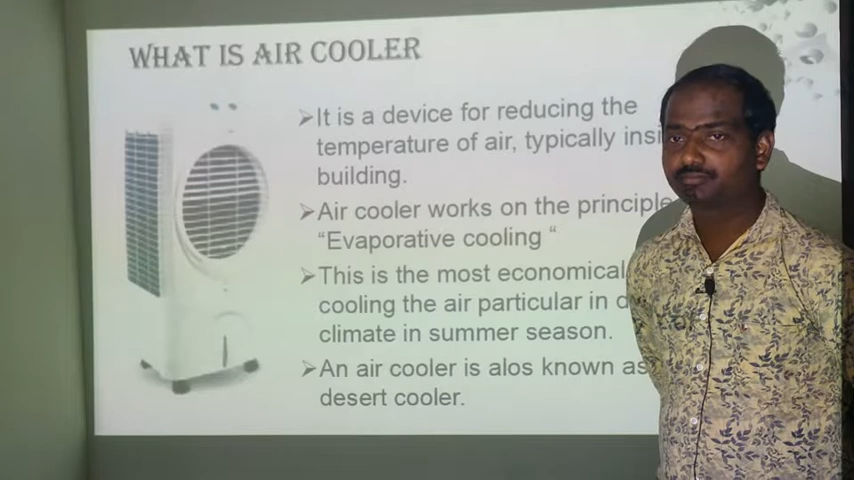 WHAT IS AIR COOLER
It is a device for reducing the
temperature of air, typically insi
building.
Air cooler works on the principle
“Evaporative cooling “
This is the most economical
cooling the air particular in d
climate in summer season.
An air cooler is alos known as
desert cooler.